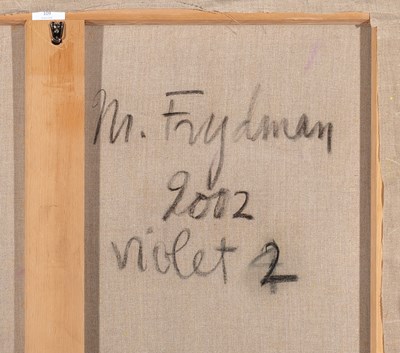 M. Frydman
2002
violet 2